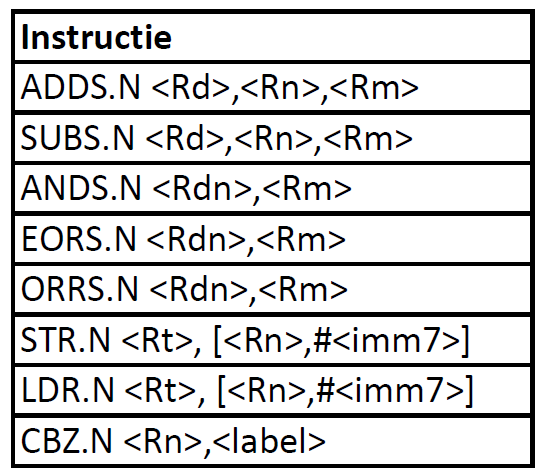 Instructie
ADDS.N <Rd>,<Rn>,<Rm>
SUBS.N <Rd>,<Rn>,<Rm>
ANDS.N <Rdn>,<Rm>
EORS.N <Rdn>,<Rm>
ORRS.N <Rdn>,<Rm>
STR.N <Rt>, [<Rn>,#<imm7>]
LDR.N <Rt>, [<Rn>,#<imm7>]
CBZ.N <Rn>,<label>